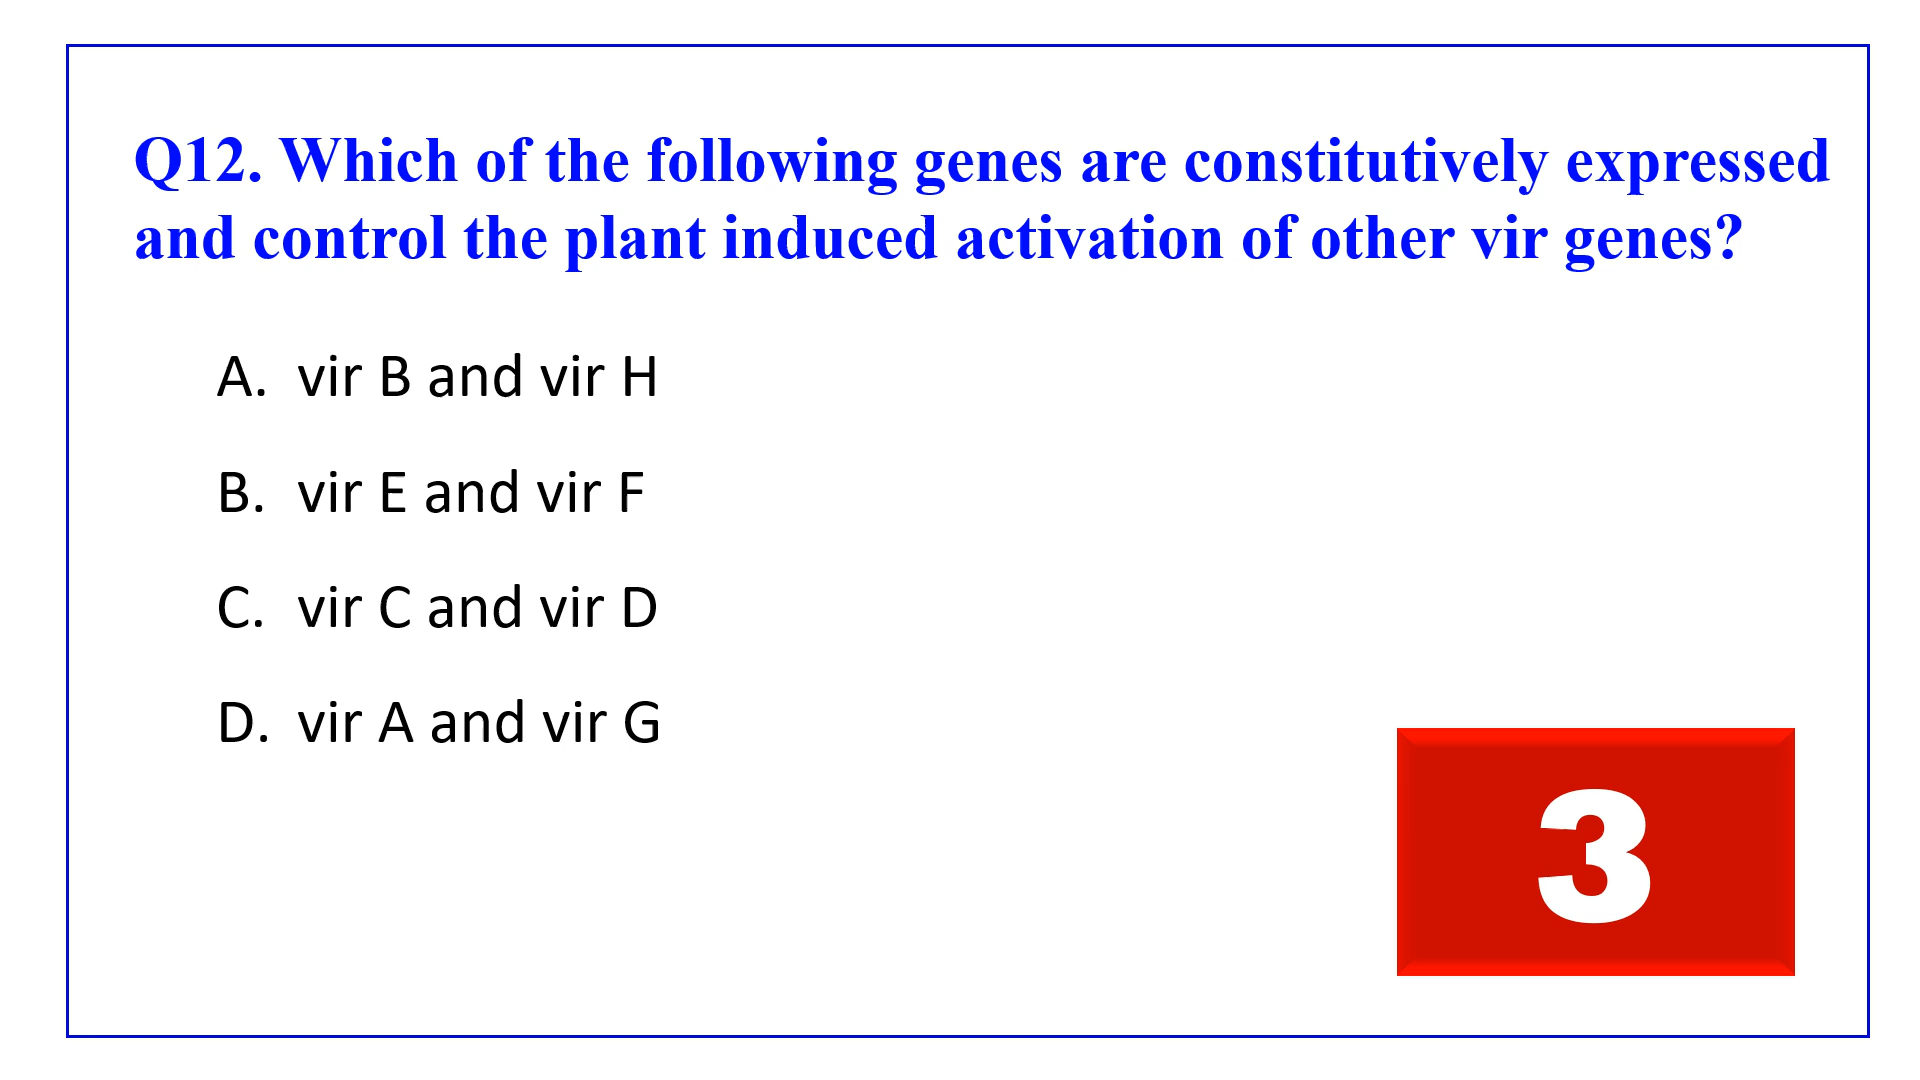 Q12. Which of the following genes are constitutively expressed
and control the plant induced activation of other vir genes?
A. vir B and vir H
B. vir E and vir F
C. vir C and vir D
D. vir A and vir G
3